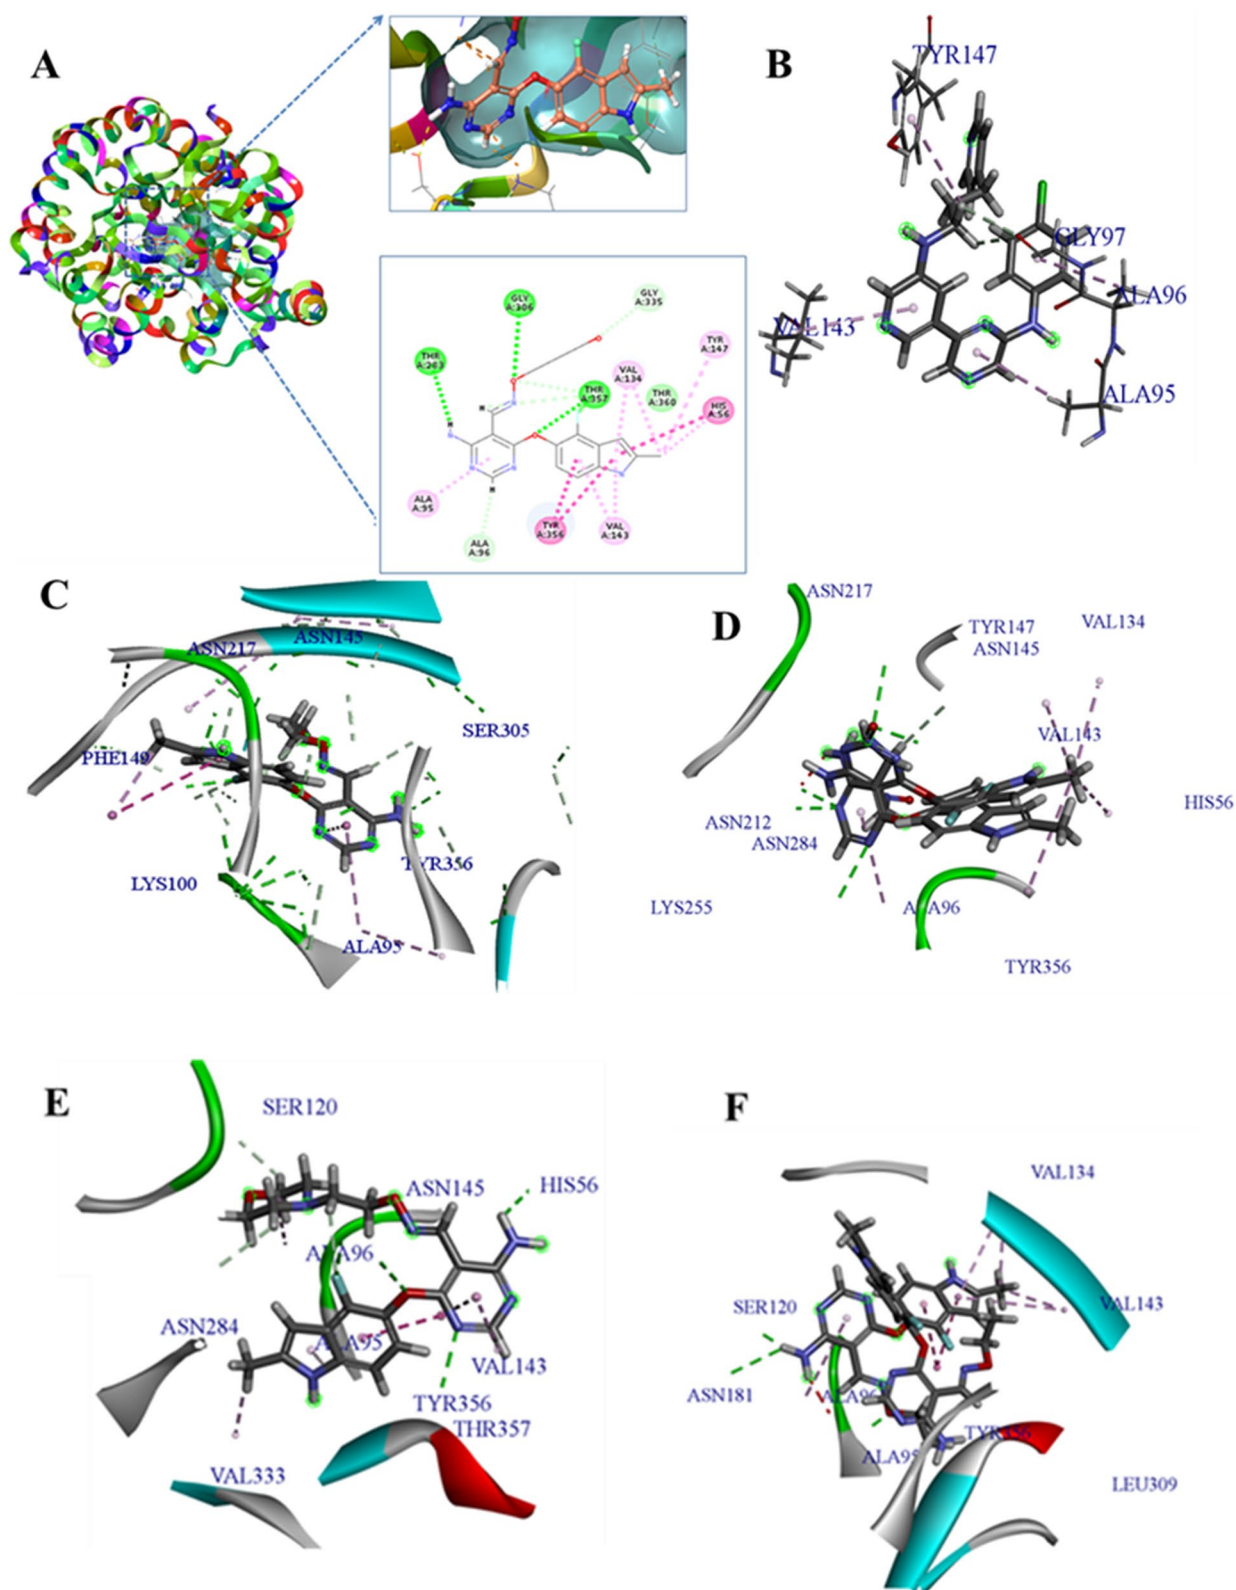 A
GLY
A:306
GLY
A:335
THR
A:283
TYR
A:147
VAL
A:134
THR
A:357
THR
A:360
HIS
A:56
ALA
A:95
TYR
A:356
VAL
A:143
ALA
A:96
H
H
H
B
TYR147
GLY97
ALA96
VAL143
ALA95
C
ASN217
ASN145
SER305
PHE149
TYR356
LYS100
ALA95
D
ASN217
TYR147
VAL134
ASN145
VAL143
HIS56
ASN212
ASN284
LYS255
ALA96
TYR356
E
SER120
ASN145
HIS56
ALA96
ASN284
ALA95
VAL143
TYR356
THR357
VAL333
F
VAL134
SER120
VAL143
ASN181
ALA96
TYR356
ALA95
LEU309